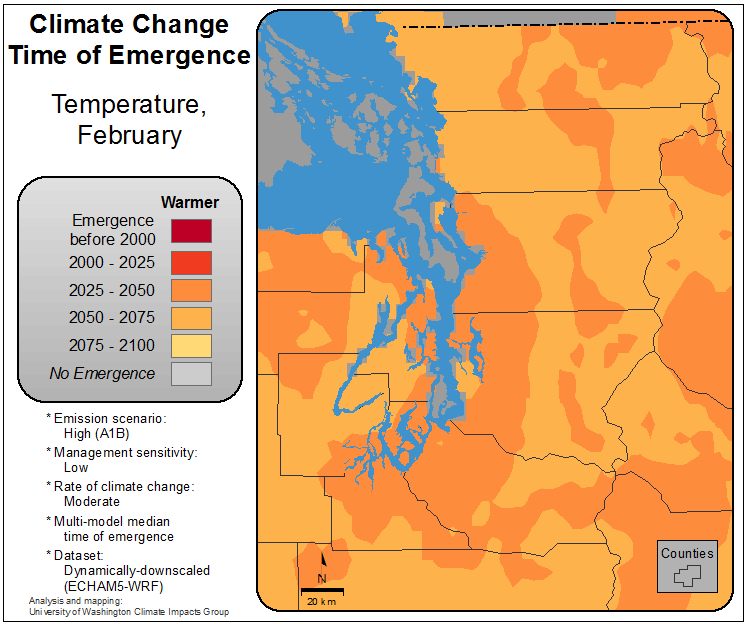 Climate Change
Time of Emergence
Temperature,
February
Warmer
Emergence
before 2000
2000 - 2025
2025 - 2050
2050 - 2075
2075 - 2100
No Emergence
* Emission scenario:
High (A1B)
* Management sensitivity:
Low
* Rate of climate change:
Moderate
* Multi-model median
time of emergence
* Dataset:
Dynamically-downscaled
(ECHAM5-WRF)
Analysis and mapping:
University of Washington Climate Impacts Group
N
20 km
Counties